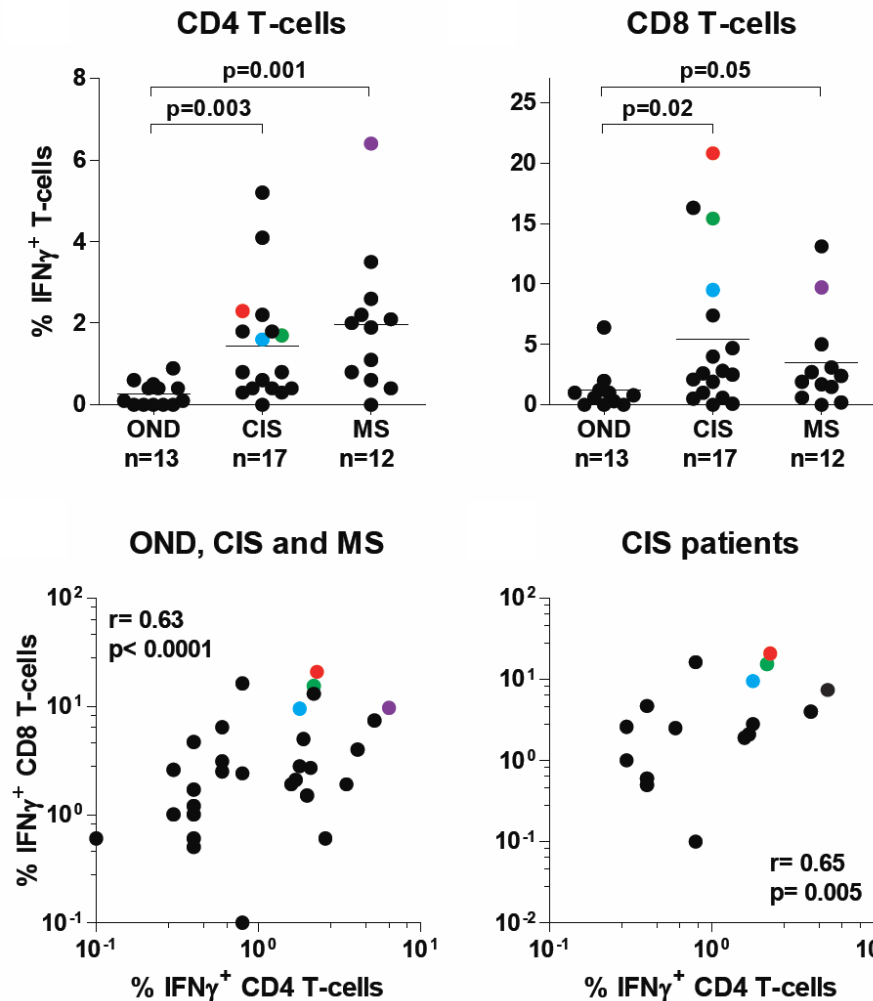 CD4 T-cells
% IFNγ⁺ T-cells
p=0.001
p=0.003
8
6
4
2
0
OND CIS MS
n=13 n=17 n=12
CD8 T-cells
p=0.05
p=0.02
25
20
15
10
5
0
OND CIS MS
n=13 n=17 n=12
OND, CIS and MS
% IFNγ⁺ CD8 T-cells
r= 0.63
p< 0.0001
10²
10¹
10⁰
10⁻¹
10⁻¹ 10⁰ 10¹
% IFNγ⁺ CD4 T-cells
CIS patients
10²
10¹
10⁰
10⁻¹
10⁻²
r= 0.65
p= 0.005
10⁻¹ 10⁰
% IFNγ⁺ CD4 T-cells